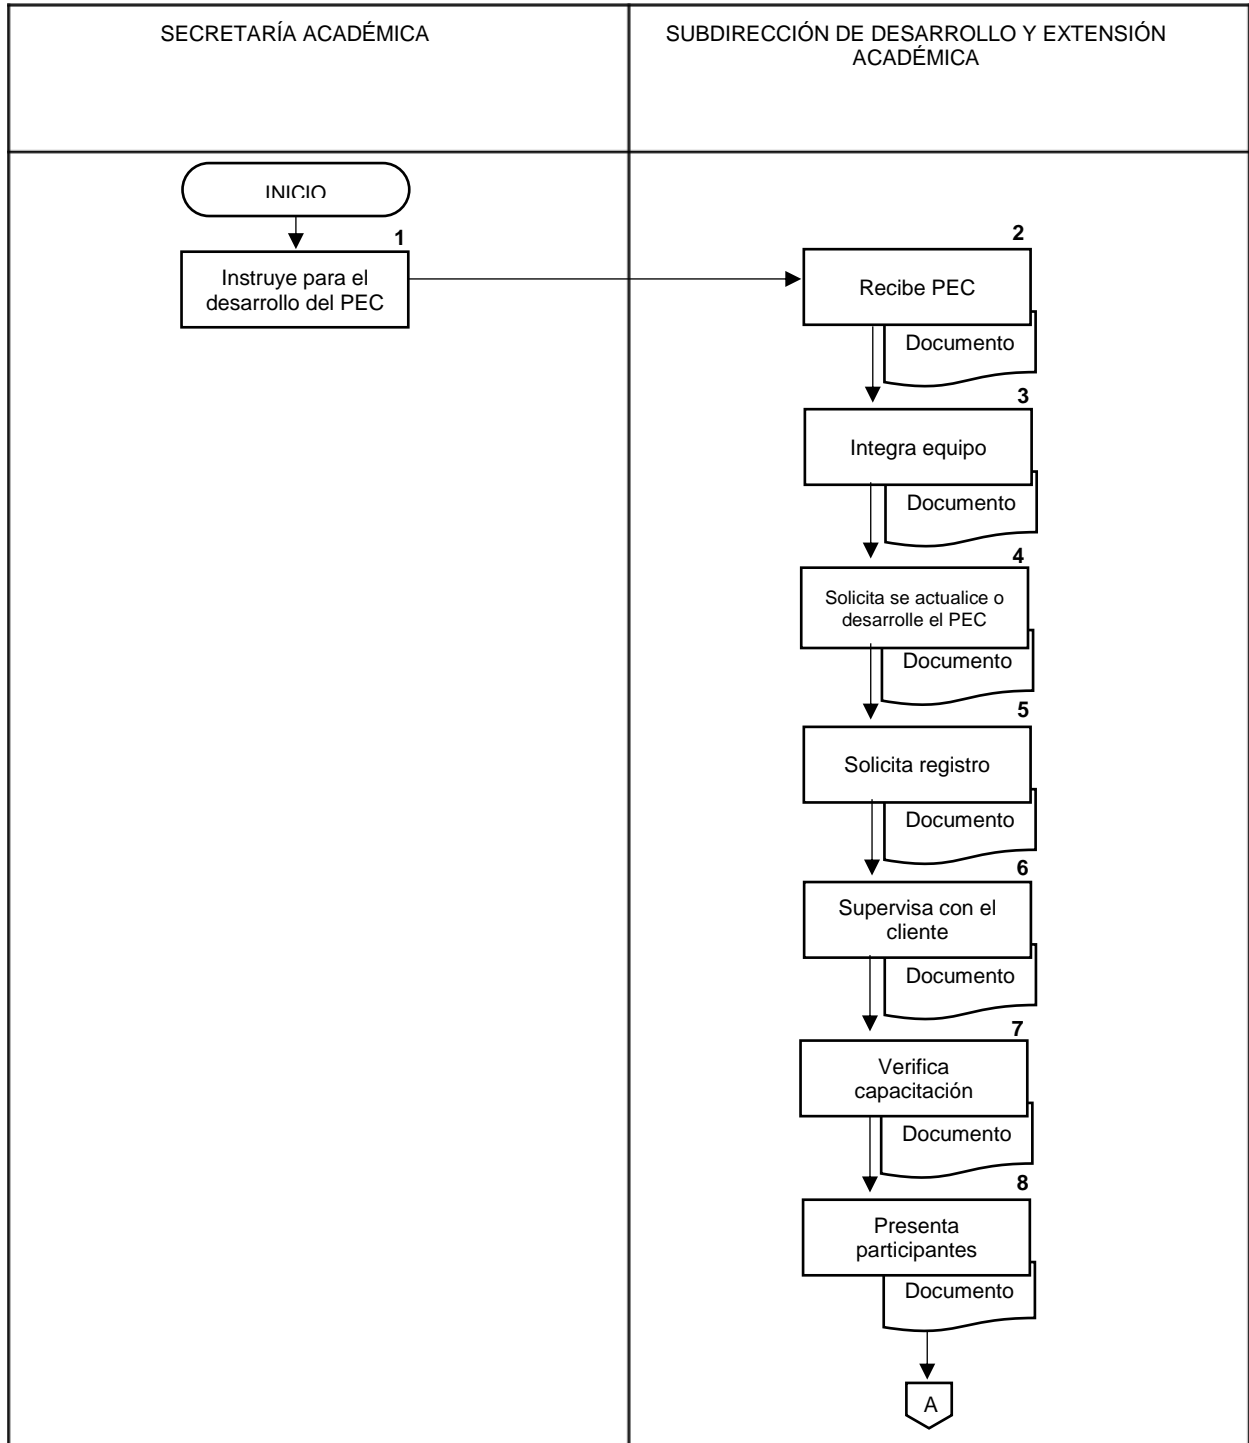 SECRETARÍA ACADÉMICA
SUBDIRECCIÓN DE DESARROLLO Y EXTENSIÓN
ACADÉMICA
INICIO
1
Instruye para el
desarrollo del PEC
2
Recibe PEC
Documento
3
Integra equipo
Documento
4
Solicita se actualice o
desarrolle el PEC
Documento
5
Solicita registro
Documento
6
Supervisa con el
cliente
Documento
7
Verifica
capacitación
Documento
8
Presenta
participantes
Documento
A